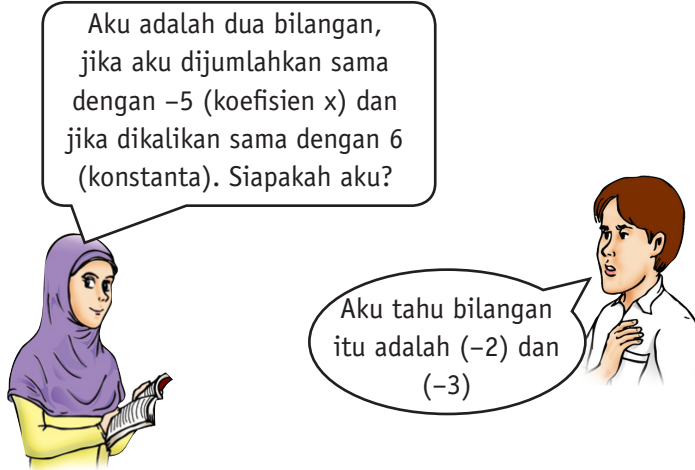 Aku adalah dua bilangan,
jika aku dijumlahkan sama
dengan –5 (koefisien x) dan
jika dikalikan sama dengan 6
(konstanta). Siapakah aku?
Aku tahu bilangan
itu adalah (–2) dan
(–3)